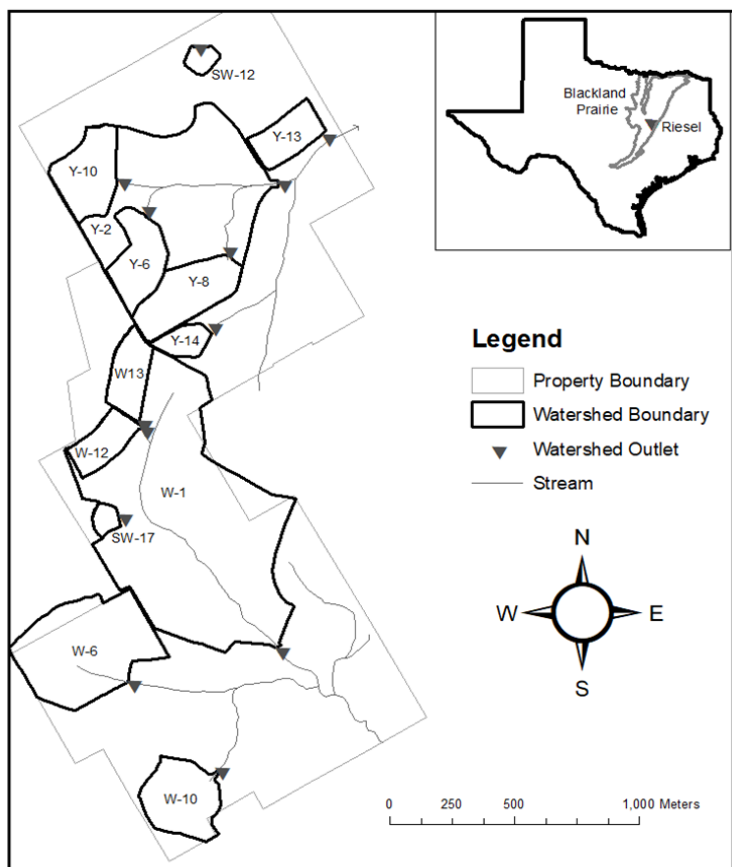 SW-12
Y-13
Y-10
Y-2
Y-6
Y-8
Y-14
W13
W-12
W-1
SW-17
W-6
W-10
Blackland
Prairie
Riesel
Legend
Property Boundary
Watershed Boundary
Watershed Outlet
Stream
N
W E
S
0 250 500 1,000 Meters